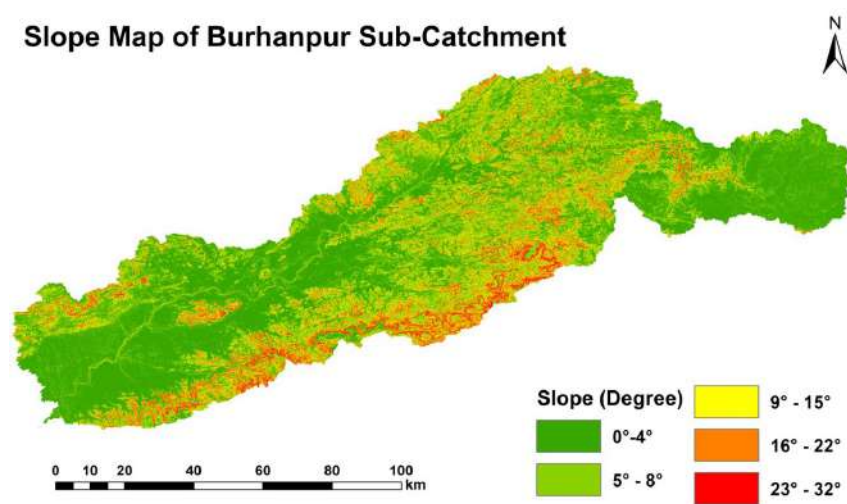 Slope Map of Burhanpur Sub-Catchment
N
Slope (Degree)
0°-4°
5° - 8°
9° - 15°
16° - 22°
23° - 32°
0 5 10 20 40 60 80 100
km